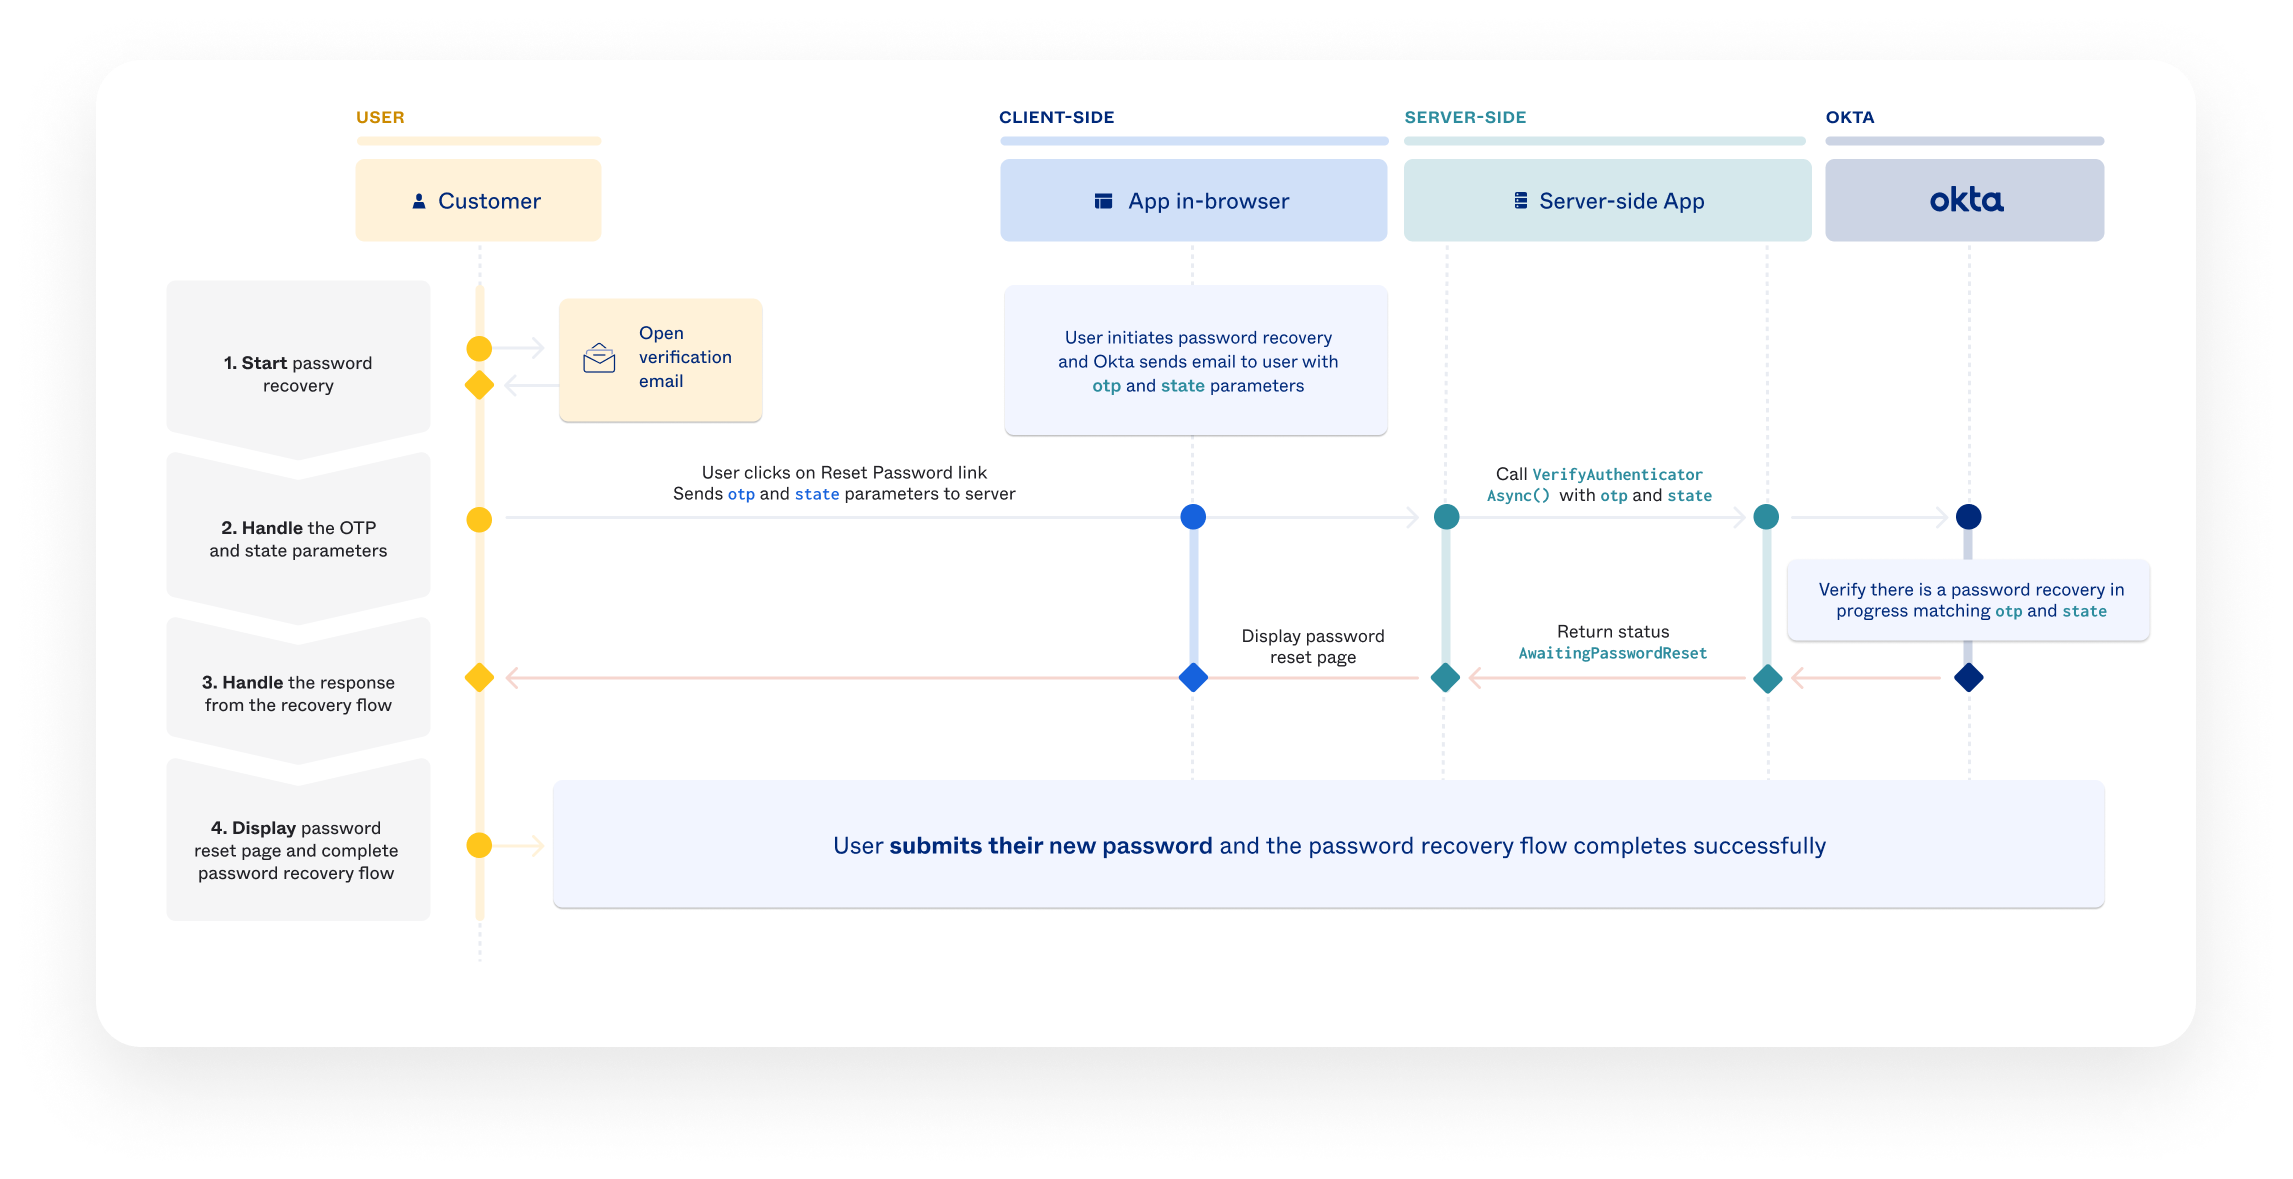 USER
CLIENT-SIDE
SERVER-SIDE
OKTA
Customer
App in-browser
Server-side App
okta
1. Start password
recovery
Open
verification
email
User initiates password recovery
and Okta sends email to user with
otp and state parameters
2. Handle the OTP
and state parameters
User clicks on Reset Password link
Sends otp and state parameters to server
Call VerifyAuthenticator
Async() with otp and state
Verify there is a password recovery in
progress matching otp and state
3. Handle the response
from the recovery flow
Display password
reset page
Return status
AwaitingPasswordReset
4. Display password
reset page and complete
password recovery flow
User submits their new password and the password recovery flow completes successfully